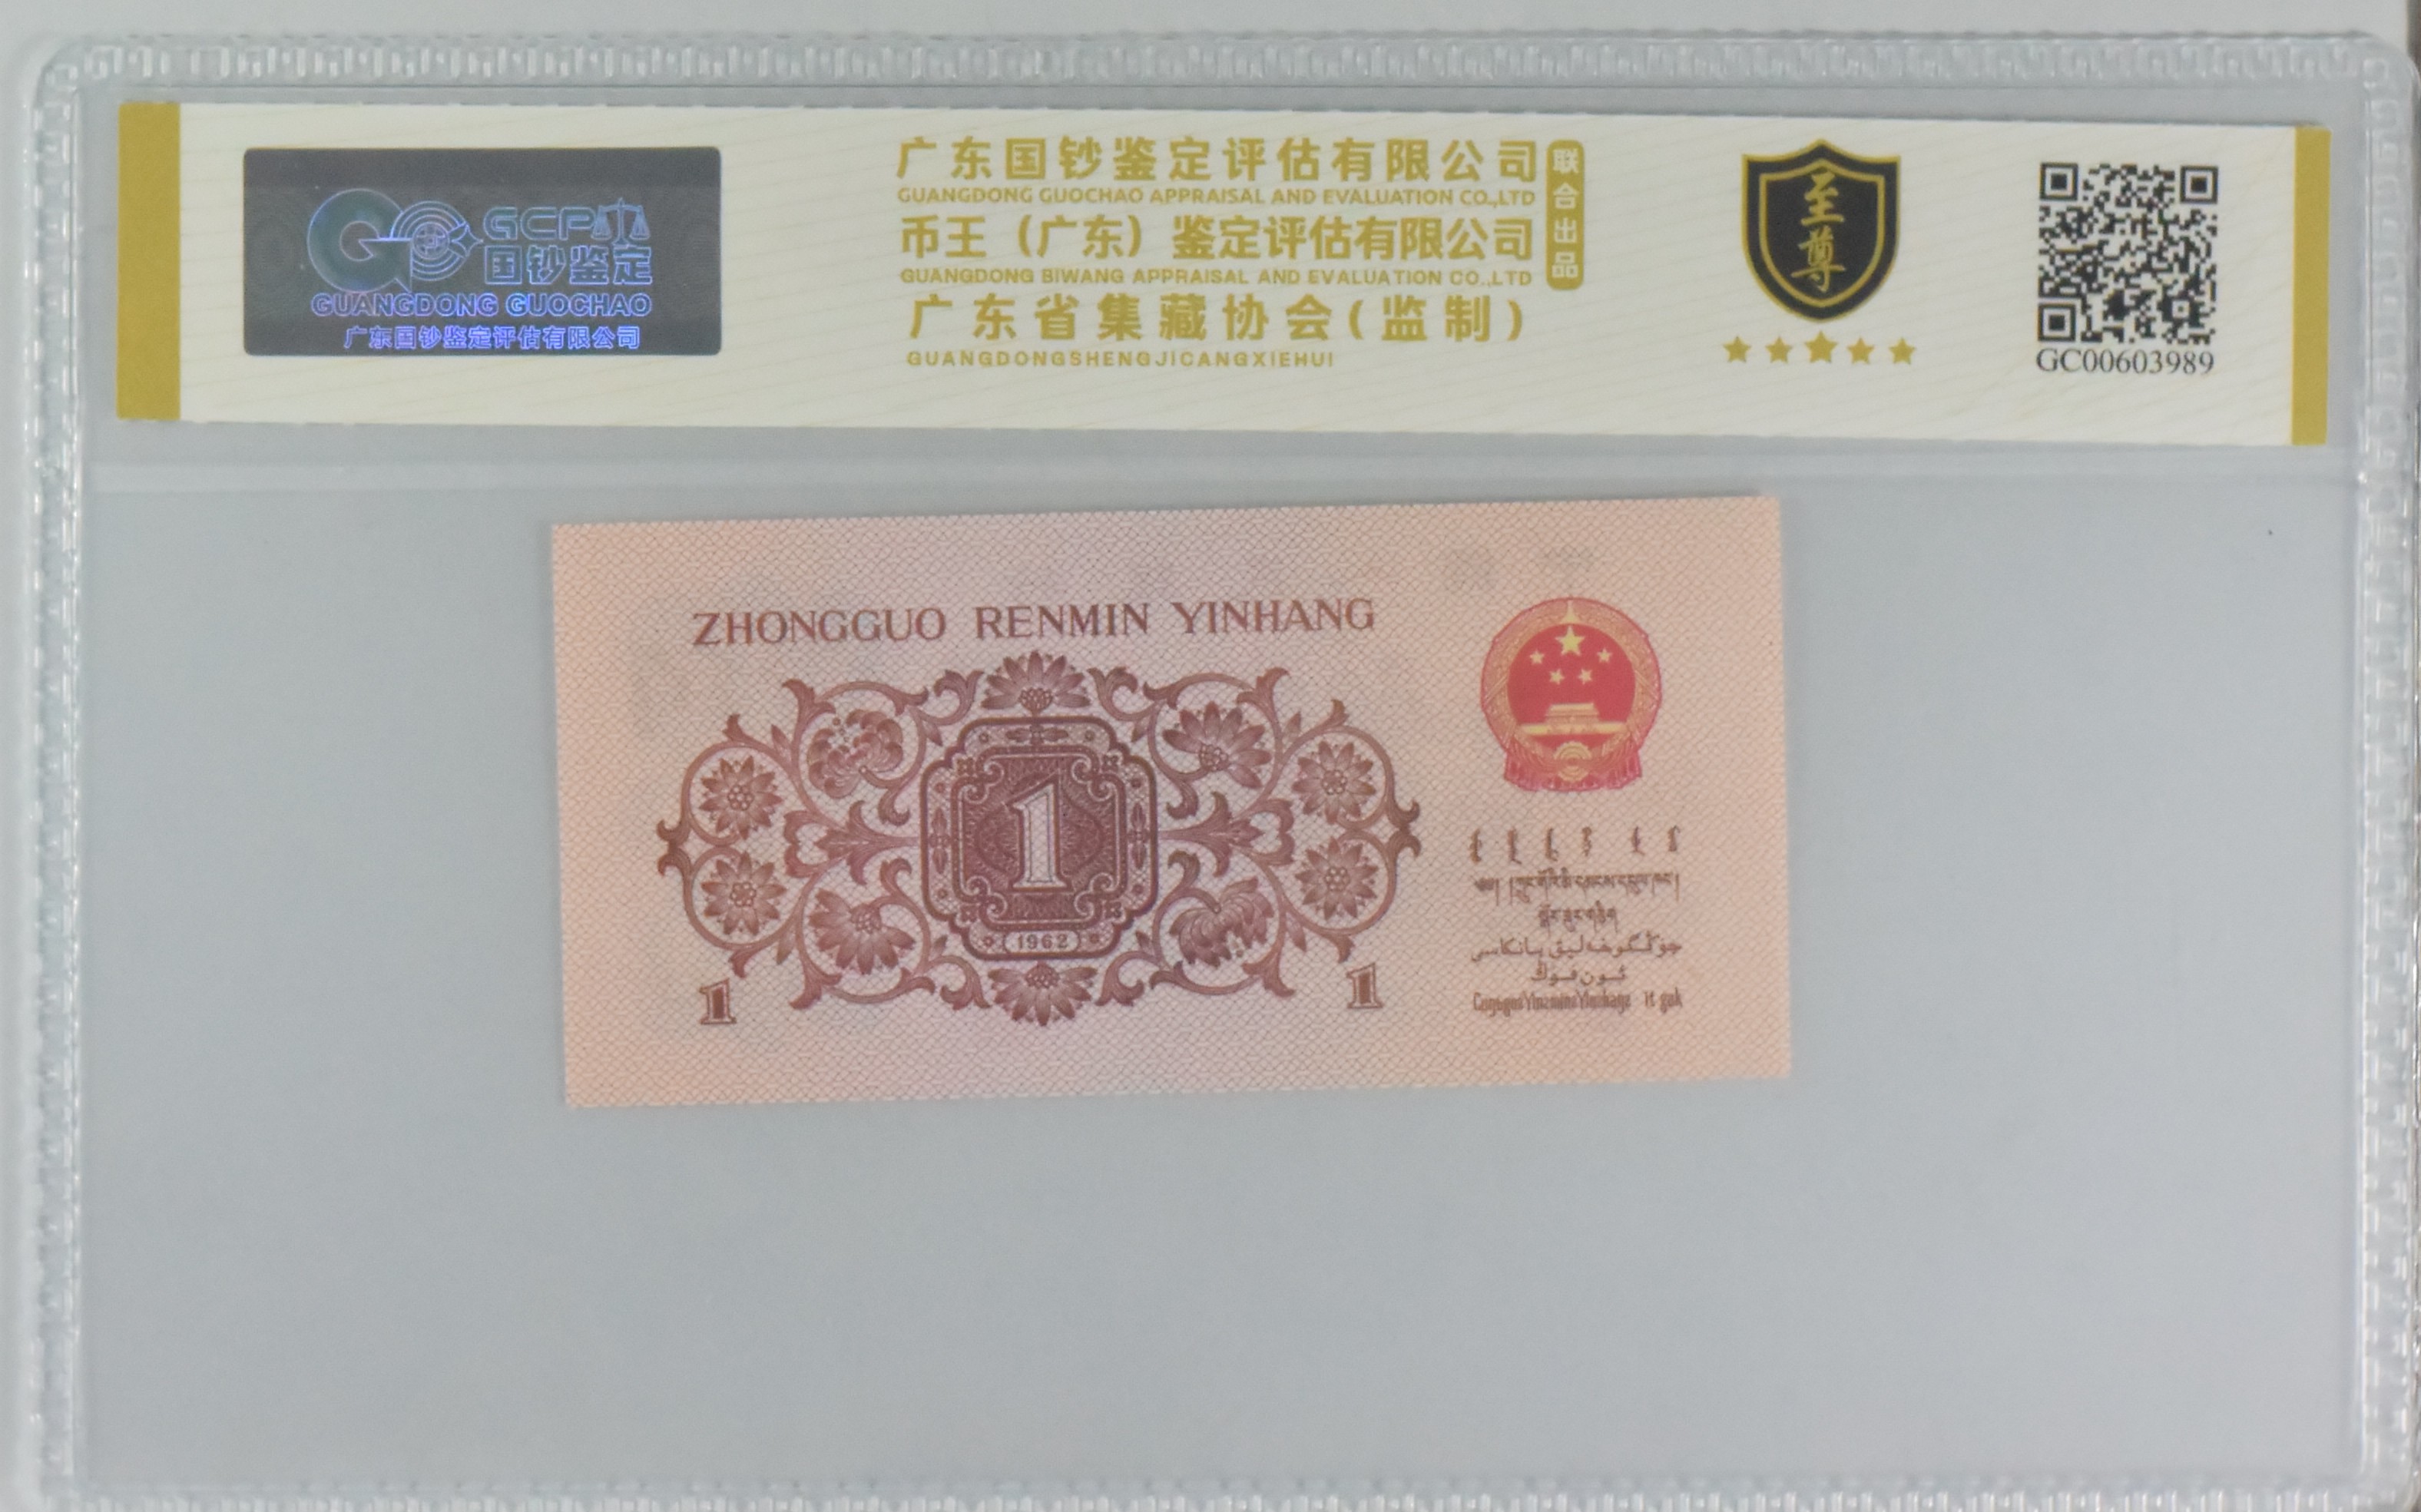 GCP
国钞鉴定
GUANGDONG GUOCHAO
广东国钞鉴定评估有限公司
广东国钞鉴定评估有限公司
GUANGDONG GUOCHAO APPRAISAL AND EVALUATION CO.,LTD
币王（广东）鉴定评估有限公司
GUANGDONG BIWANG APPRAISAL AND EVALUATION CO.,LTD
广东省集藏协会(监制)
GUANGDONGSHENGJICANGXIEHUI
联合出品
至尊
GC00603989
ZHONGGUO RENMIN YINHANG
1
1962
1
1